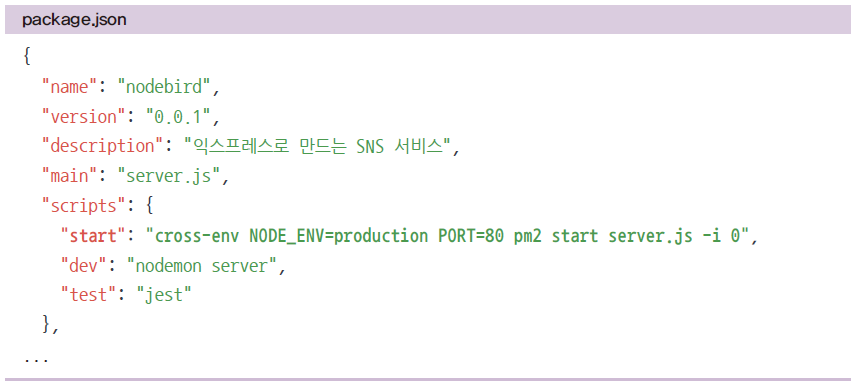 package.json
{
"name": "nodebird",
"version": "0.0.1",
"description": "익스프레스로 만드는 SNS 서비스",
"main": "server.js",
"scripts": {
"start": "cross-env NODE_ENV=production PORT=80 pm2 start server.js -i 0",
"dev": "nodemon server",
"test": "jest"
},
...